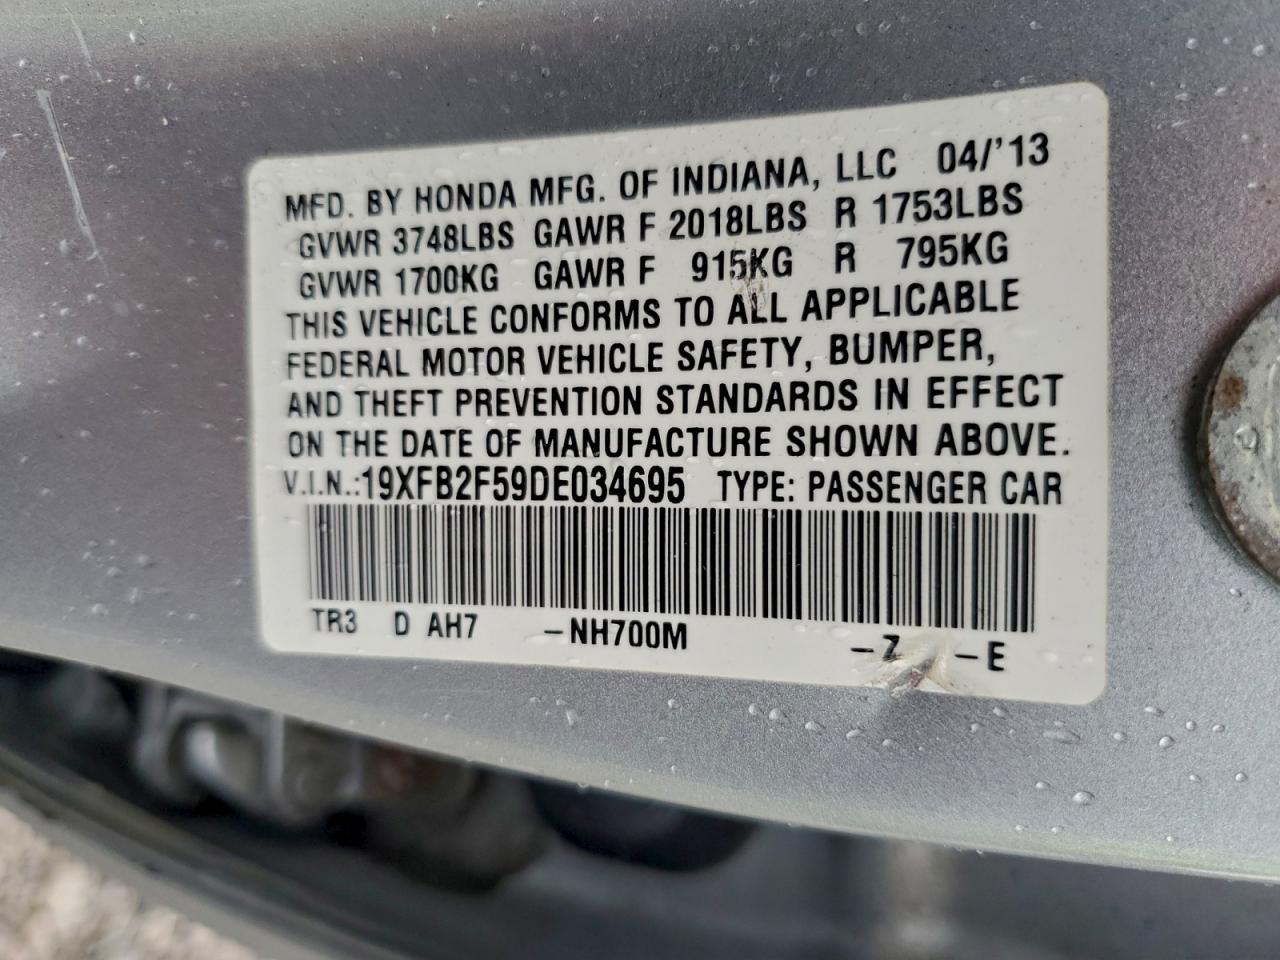 MFD. BY HONDA MFG. OF INDIANA, LLC 04/'13
GVWR 3748LBS GAWR F 2018LBS R 1753LBS
GVWR 1700KG GAWR F 915KG R 795KG
THIS VEHICLE CONFORMS TO ALL APPLICABLE
FEDERAL MOTOR VEHICLE SAFETY, BUMPER,
AND THEFT PREVENTION STANDARDS IN EFFECT
ON THE DATE OF MANUFACTURE SHOWN ABOVE.
V.I.N.:19XFB2F59DE034695 TYPE: PASSENGER CAR
TR3 D AH7 -NH700M -Z -E